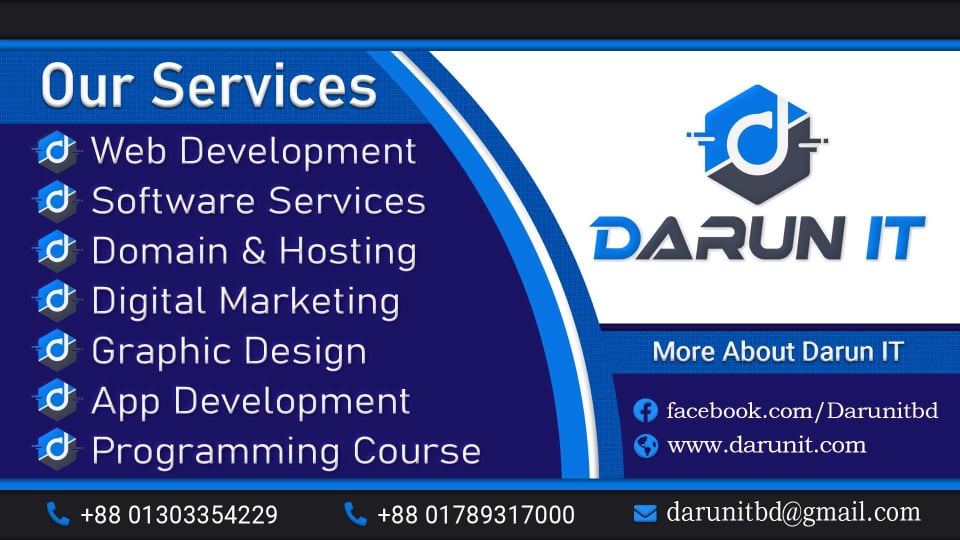 Our Services
Web Development
Software Services
Domain & Hosting
Digital Marketing
Graphic Design
App Development
Programming Course
DARUN IT
More About Darun IT
facebook.com/Darunitbd
www.darunit.com
+88 01303354229
+88 01789317000
darunitbd@gmail.com